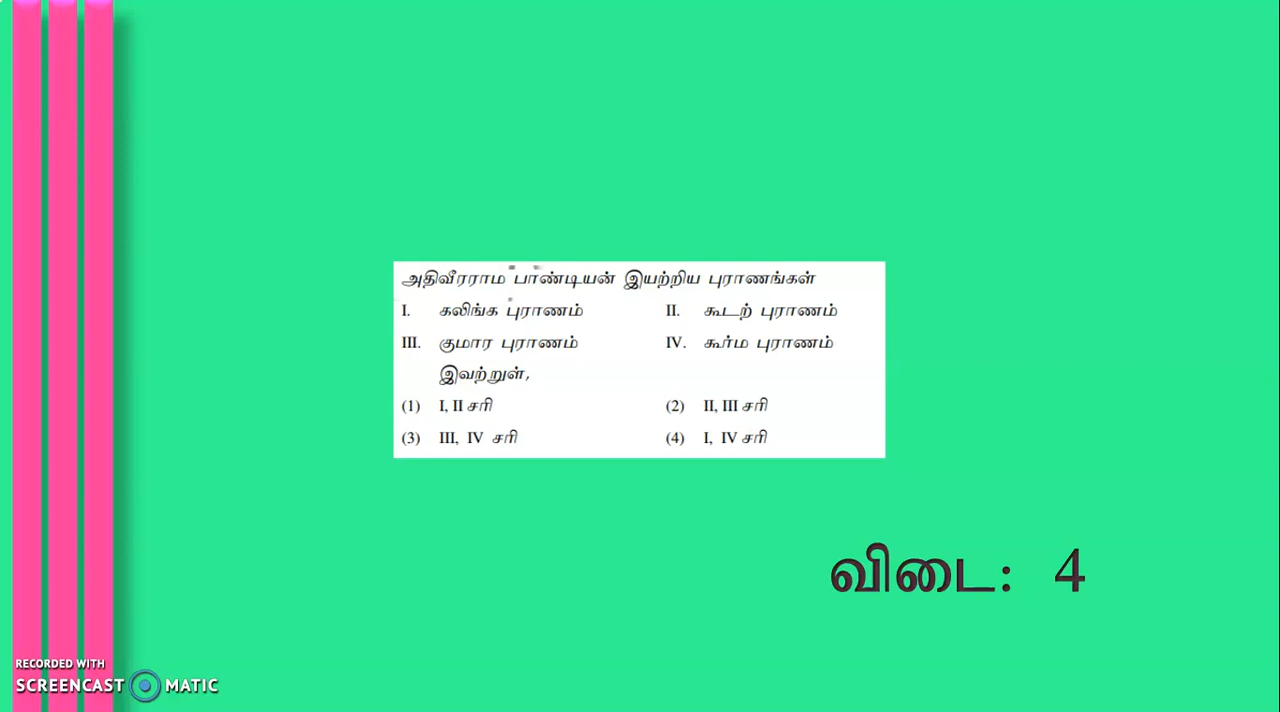 அதிவீரராம பாண்டியன் இயற்றிய புராணங்கள்
I. கலிங்க புராணம் II. கூடற் புராணம்
III. குமார புராணம் IV. கூர்ம புராணம்
இவற்றுள்,
(1) I, II சரி (2) II, III சரி
(3) III, IV சரி (4) I, IV சரி
விடை: 4
RECORDED WITH
SCREENCAST MATIC